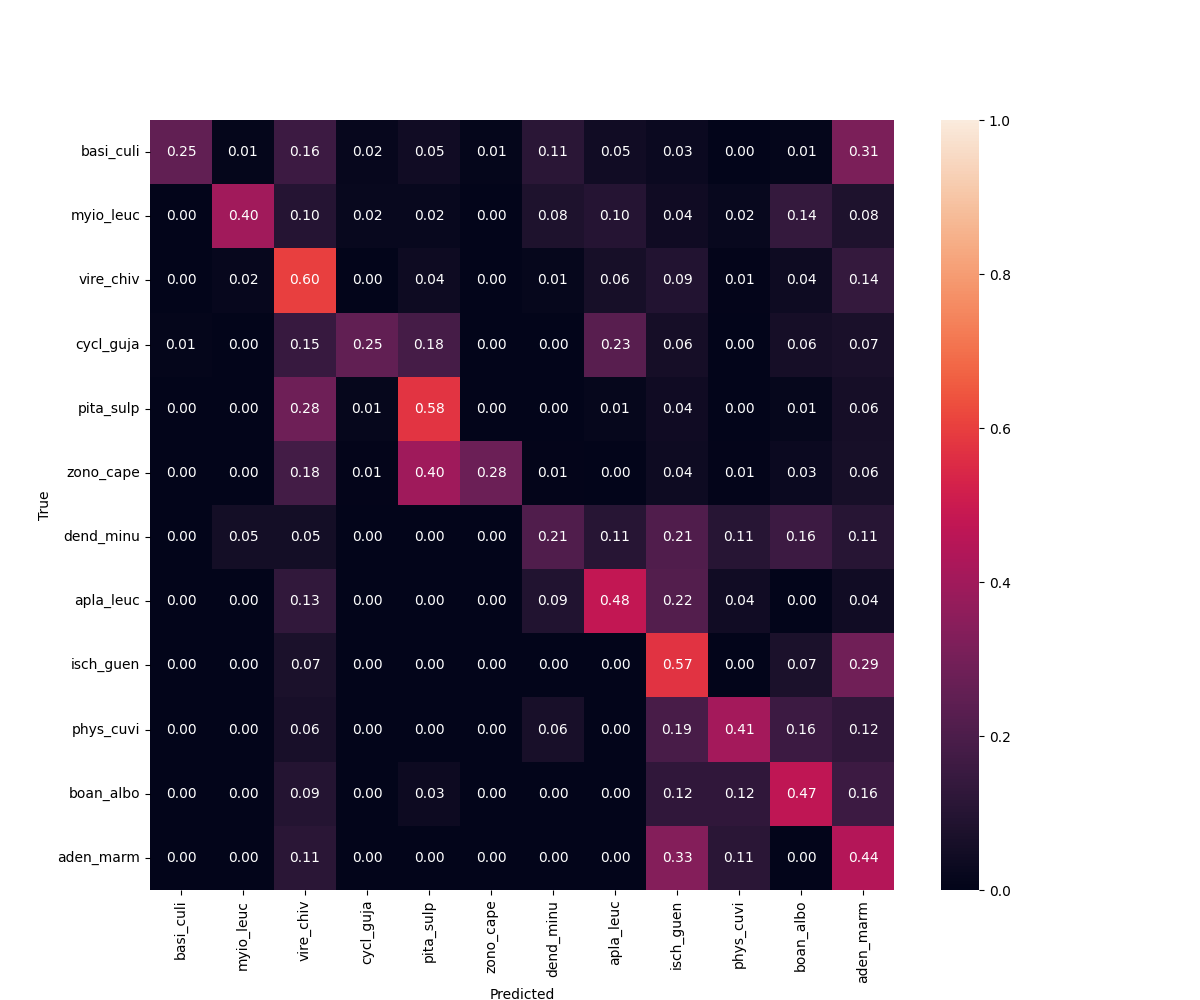 basi_culi 0.25 0.01 0.16 0.02 0.05 0.01 0.11 0.05 0.03 0.00 0.01 0.31
myio_leuc 0.00 0.40 0.10 0.02 0.02 0.00 0.08 0.10 0.04 0.02 0.14 0.08
vire_chiv 0.00 0.02 0.60 0.00 0.04 0.00 0.01 0.06 0.09 0.01 0.04 0.14
cycl_guja 0.01 0.00 0.15 0.25 0.18 0.00 0.00 0.23 0.06 0.00 0.06 0.07
pita_sulp 0.00 0.00 0.28 0.01 0.58 0.00 0.00 0.01 0.04 0.00 0.01 0.06
zono_cape 0.00 0.00 0.18 0.01 0.40 0.28 0.01 0.00 0.04 0.01 0.03 0.06
dend_minu 0.00 0.05 0.05 0.00 0.00 0.00 0.21 0.11 0.21 0.11 0.16 0.11
apla_leuc 0.00 0.00 0.13 0.00 0.00 0.00 0.09 0.48 0.22 0.04 0.00 0.04
isch_guen 0.00 0.00 0.07 0.00 0.00 0.00 0.00 0.00 0.57 0.00 0.07 0.29
phys_cuvi 0.00 0.00 0.06 0.00 0.00 0.00 0.06 0.00 0.19 0.41 0.16 0.12
boan_albo 0.00 0.00 0.09 0.00 0.03 0.00 0.00 0.00 0.12 0.12 0.47 0.16
aden_marm 0.00 0.00 0.11 0.00 0.00 0.00 0.00 0.00 0.33 0.11 0.00 0.44
True
basi_culi
myio_leuc
vire_chiv
cycl_guja
pita_sulp
zono_cape
dend_minu
apla_leuc
isch_guen
phys_cuvi
boan_albo
aden_marm
Predicted
1.0
0.8
0.6
0.4
0.2
0.0